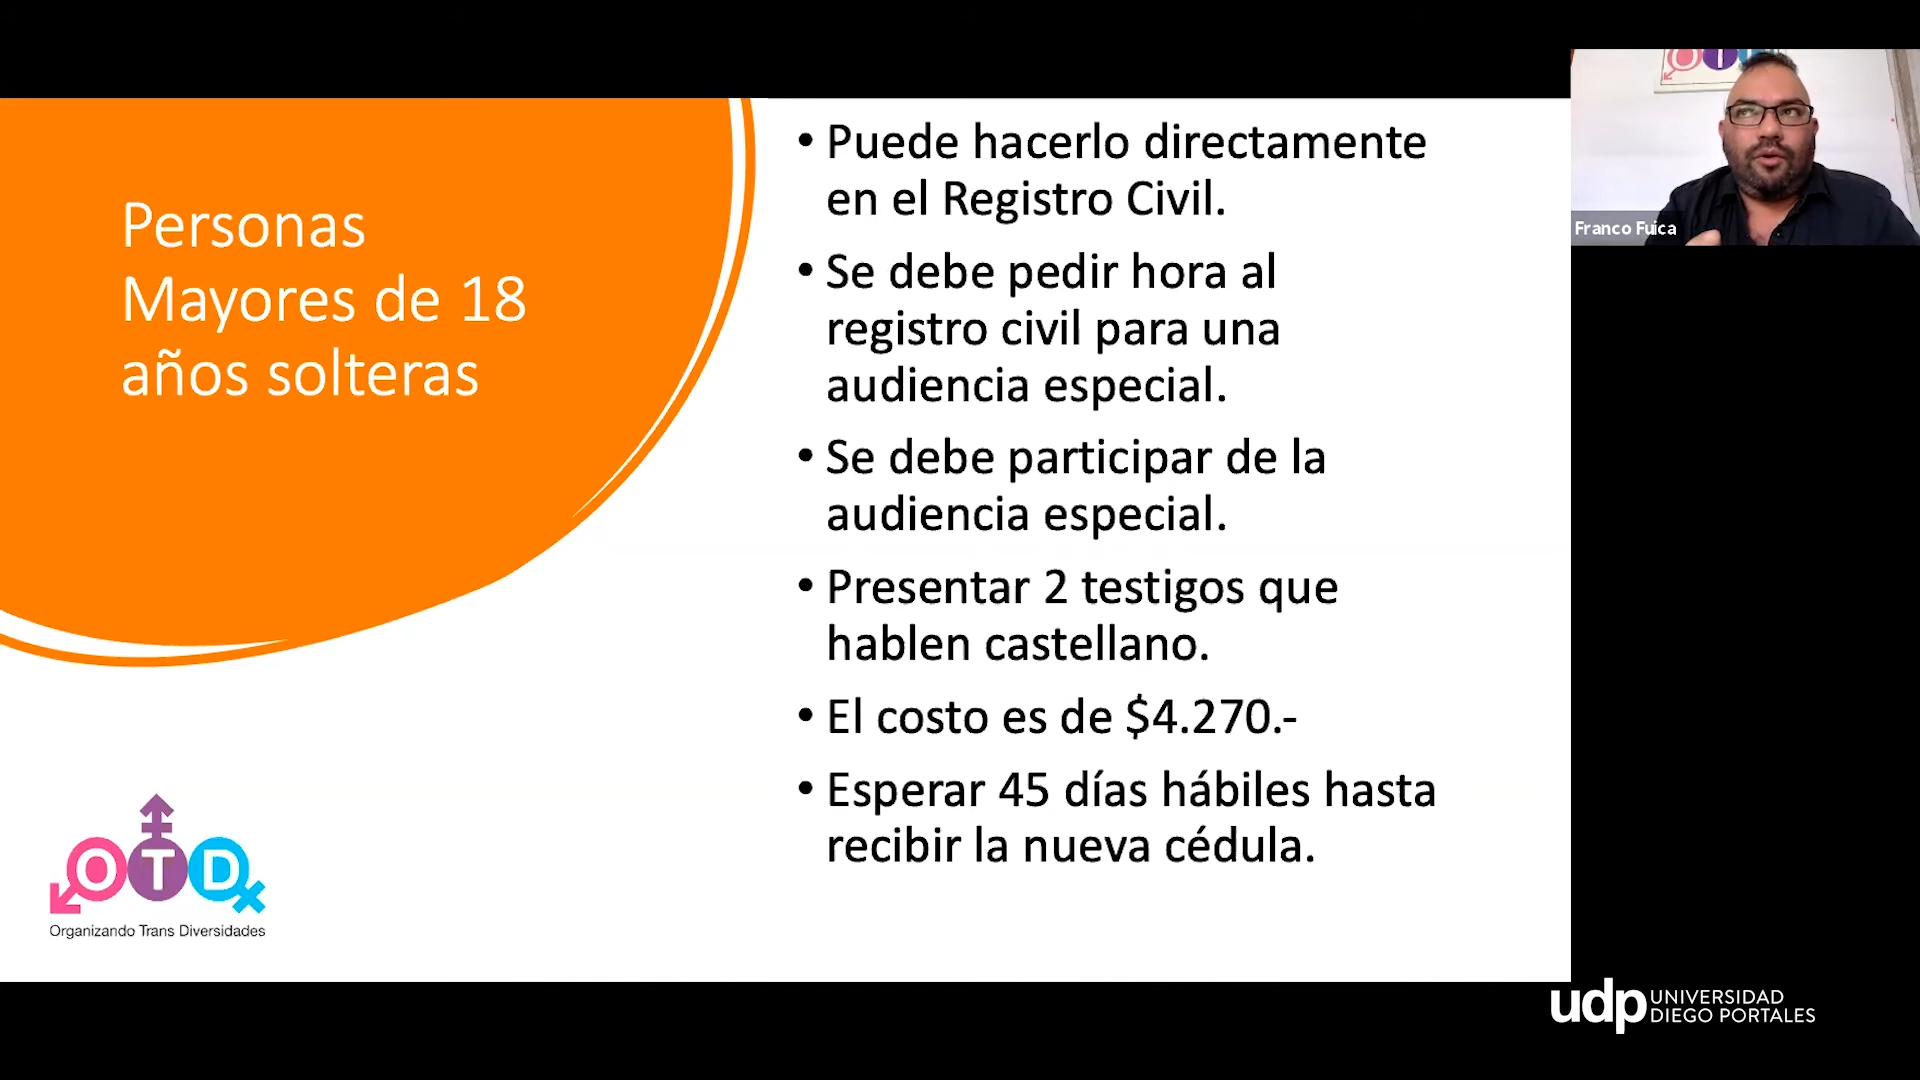 Personas
Mayores de 18
años solteras
• Puede hacerlo directamente
en el Registro Civil.
• Se debe pedir hora al
registro civil para una
audiencia especial.
• Se debe participar de la
audiencia especial.
• Presentar 2 testigos que
hablen castellano.
• El costo es de $4.270.-
• Esperar 45 días hábiles hasta
recibir la nueva cédula.
OTD
Organizando Trans Diversidades
Franco Fuica
udp UNIVERSIDAD
DIEGO PORTALES